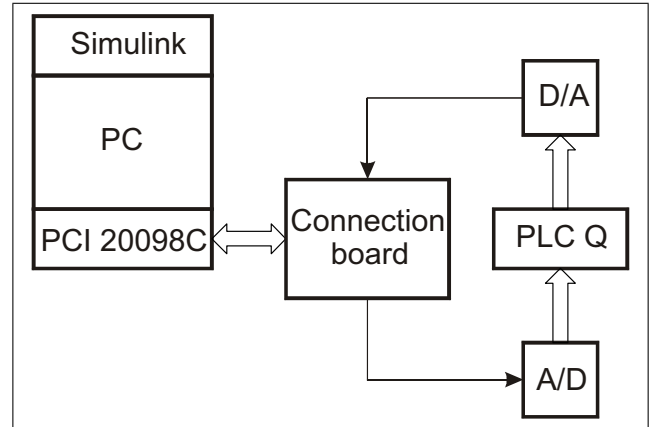 Simulink
PC
PCI 20098C
Connection
board
D/A
PLC Q
A/D